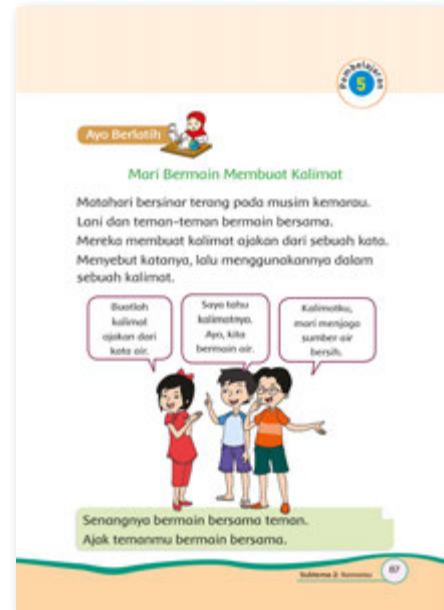 Pembelajaran
5
Ayo Berlatih
Mari Bermain Membuat Kalimat
Matahari bersinar terang pada musim kemarau.
Lani dan teman-teman bermain bersama.
Mereka membuat kalimat ajakan dari sebuah kata.
Menyebut katanya, lalu menggunakannya dalam
sebuah kalimat.
Buatlah
kalimat
ajakan dari
kata air.
Saya tahu
kalimatnya.
Ayo, kita
bermain air.
Kalimatku,
mari menjaga
sumber air
bersih.
Senangnya bermain bersama teman.
Ajak temanmu bermain bersama.
Subtema 2: Kemarau
87